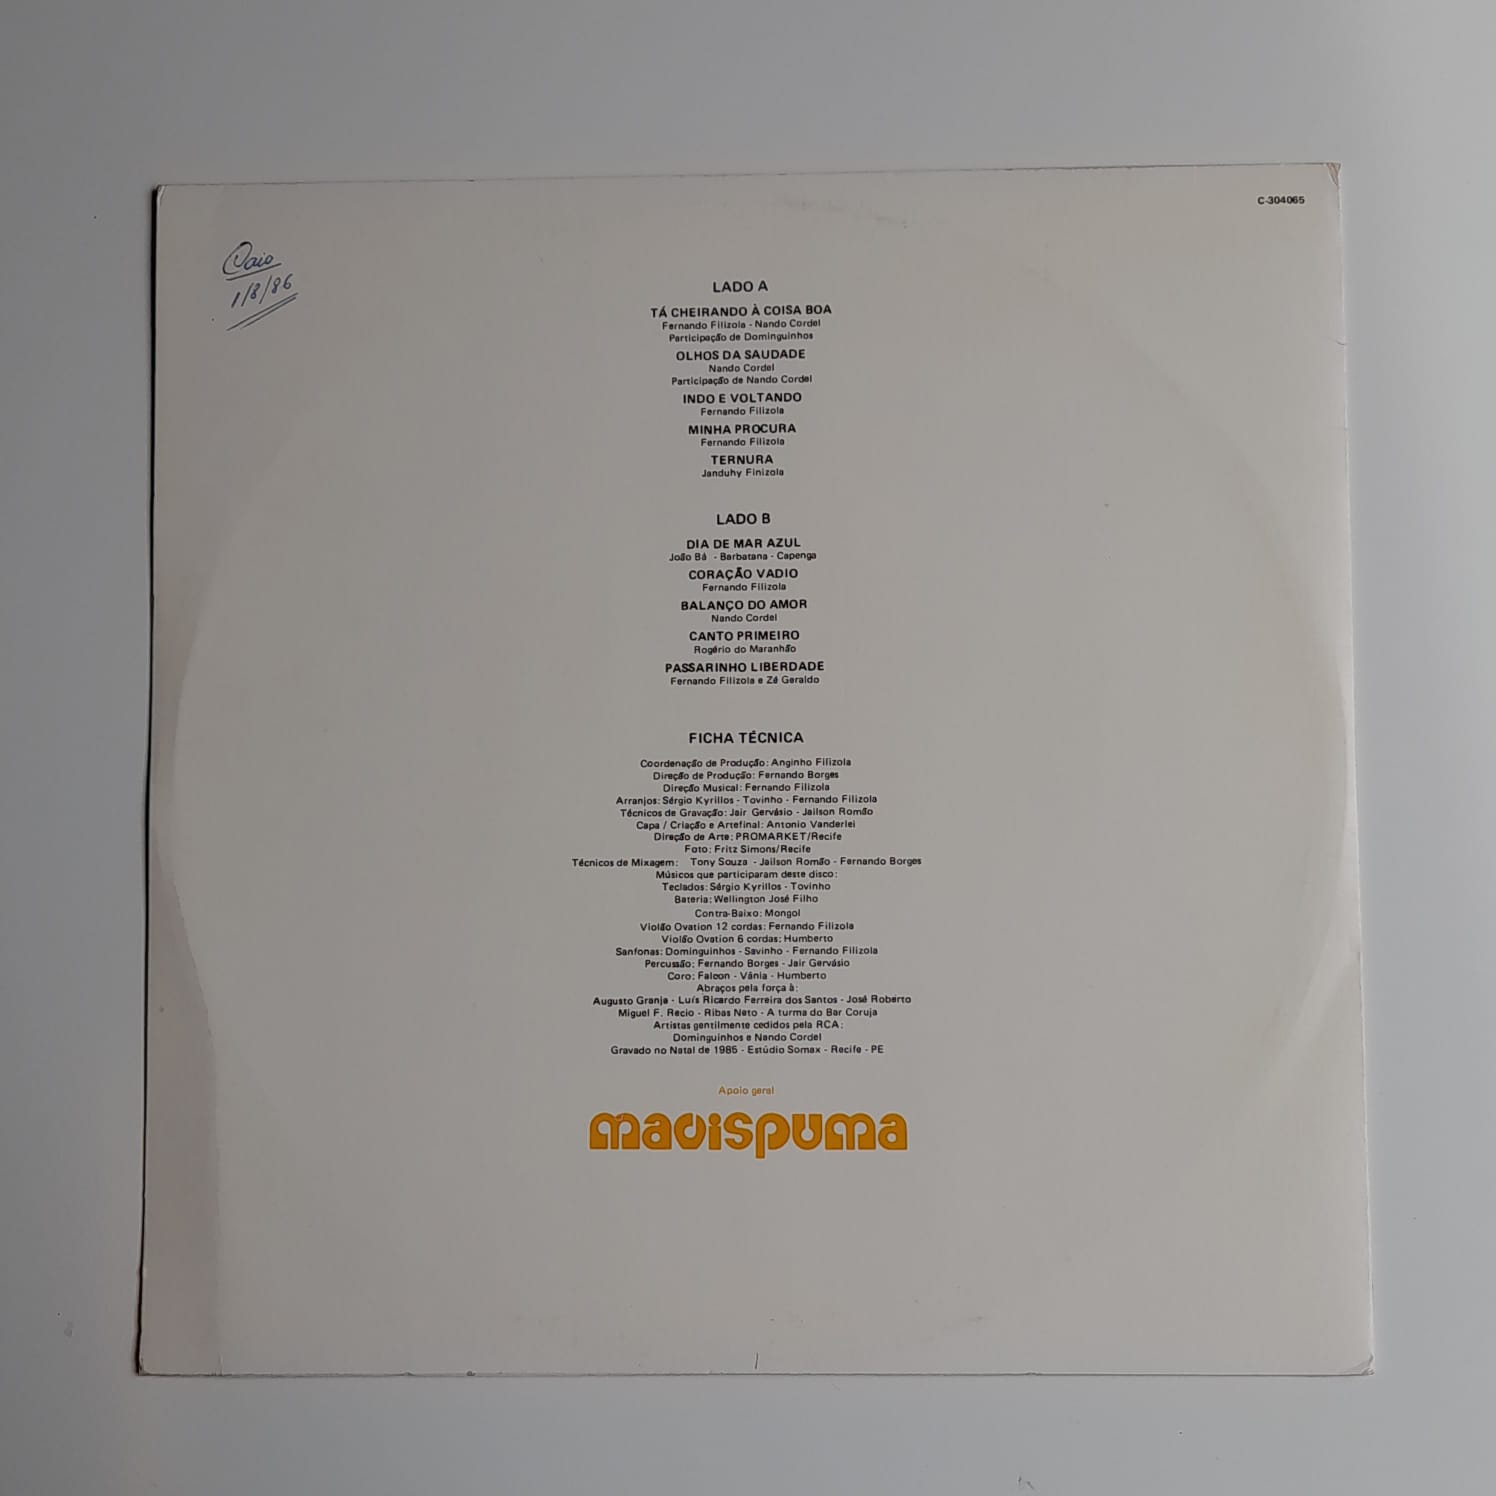 C-304065
Caio
1/8/86
LADO A
TÁ CHEIRANDO À COISA BOA
Fernando Filizola - Nando Cordel
Participação de Dominguinhos
OLHOS DA SAUDADE
Nando Cordel
Participação de Nando Cordel
INDO E VOLTANDO
Fernando Filizola
MINHA PROCURA
Fernando Filizola
TERNURA
Janduhy Finizola
LADO B
DIA DE MAR AZUL
João Bá - Barbatana - Capenga
CORAÇÃO VADIO
Fernando Filizola
BALANÇO DO AMOR
Nando Cordel
CANTO PRIMEIRO
Rogério do Maranhão
PASSARINHO LIBERDADE
Fernando Filizola e Zé Geraldo
FICHA TÉCNICA
Coordenação de Produção: Anginho Filizola
Direção de Produção: Fernando Borges
Direção Musical: Fernando Filizola
Arranjos: Sérgio Kyrillos - Tovinho - Fernando Filizola
Técnicos de Gravação: Jair Gervásio - Jailson Romão
Capa / Criação e Artefinal: Antonio Vanderlei
Direção de Arte: PROMARKET/Recife
Foto: Fritz Simons/Recife
Técnicos de Mixagem: Tony Souza - Jailson Romão - Fernando Borges
Músicos que participaram deste disco:
Teclados: Sérgio Kyrillos - Tovinho
Bateria: Wellington José Filho
Contra-Baixo: Mongol
Violão Ovation 12 cordas: Fernando Filizola
Violão Ovation 6 cordas: Humberto
Sanfonas: Dominguinhos - Savinho - Fernando Filizola
Percussão: Fernando Borges - Jair Gervásio
Coro: Falcon - Vânia - Humberto
Abraços pela força à:
Augusto Granja - Luís Ricardo Ferreira dos Santos - José Roberto
Miguel F. Recio - Ribas Neto - A turma do Bar Coruja
Artistas gentilmente cedidos pela RCA:
Dominguinhos e Nando Cordel
Gravado no Natal de 1985 - Estúdio Somax - Recife - PE
Apoio geral
madispuma